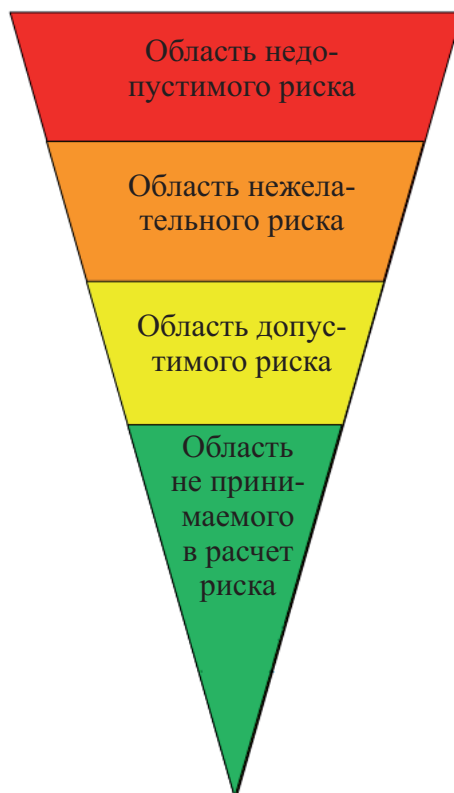 Область недо-
пустимого риска
Область нежела-
тельного риска
Область допус-
тимого риска
Область
не прини-
маемого
в расчет
риска